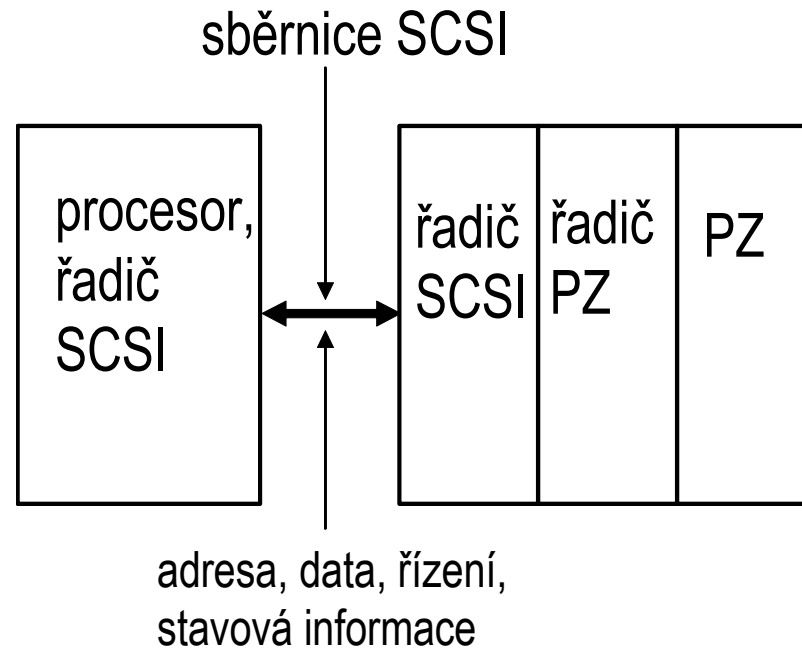 sběrnice SCSI
procesor,
řadič
SCSI
řadič
SCSI
řadič
PZ
PZ
adresa, data, řízení,
stavová informace